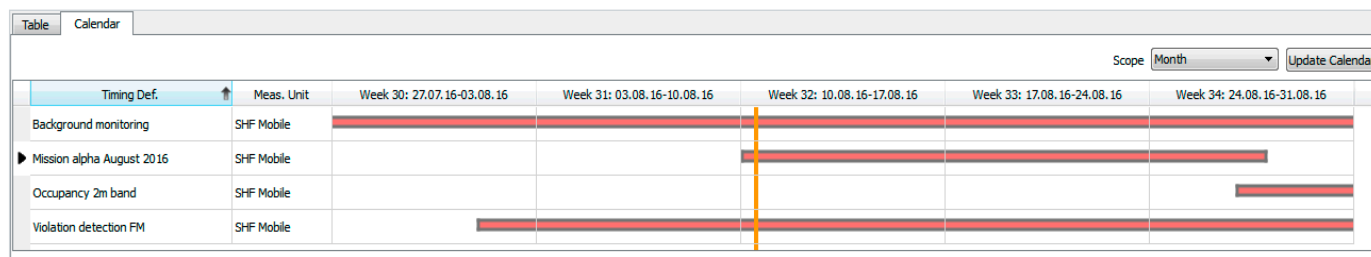 Table Calendar
Scope Month Update Calenda
Timing Def. Meas. Unit Week 30: 27.07.16-03.08.16 Week 31: 03.08.16-10.08.16 Week 32: 10.08.16-17.08.16 Week 33: 17.08.16-24.08.16 Week 34: 24.08.16-31.08.16
Background monitoring SHF Mobile
Mission alpha August 2016 SHF Mobile
Occupancy 2m band SHF Mobile
Violation detection FM SHF Mobile